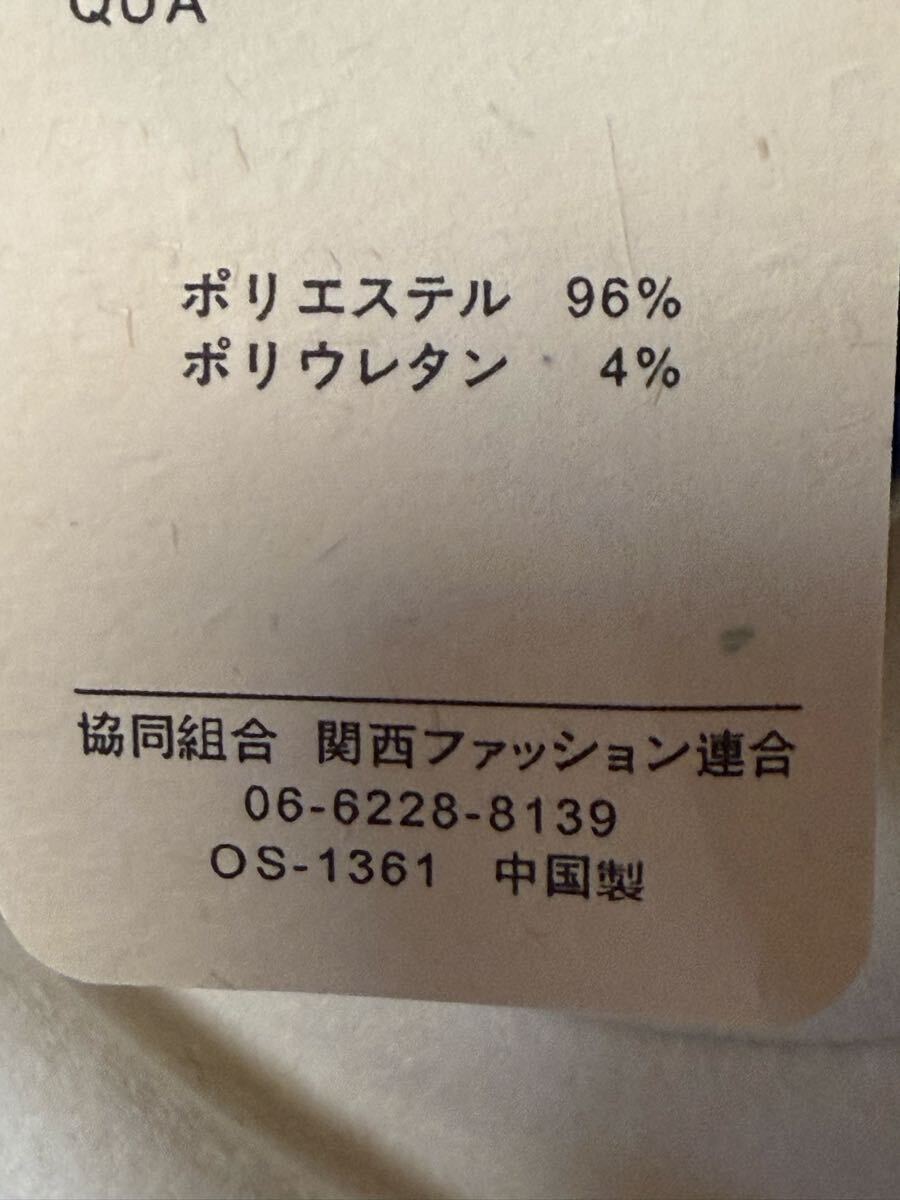 QUA
ポリエステル 96%
ポリウレタン 4%
協同組合 関西ファッション連合
06-6228-8139
OS-1361 中国製